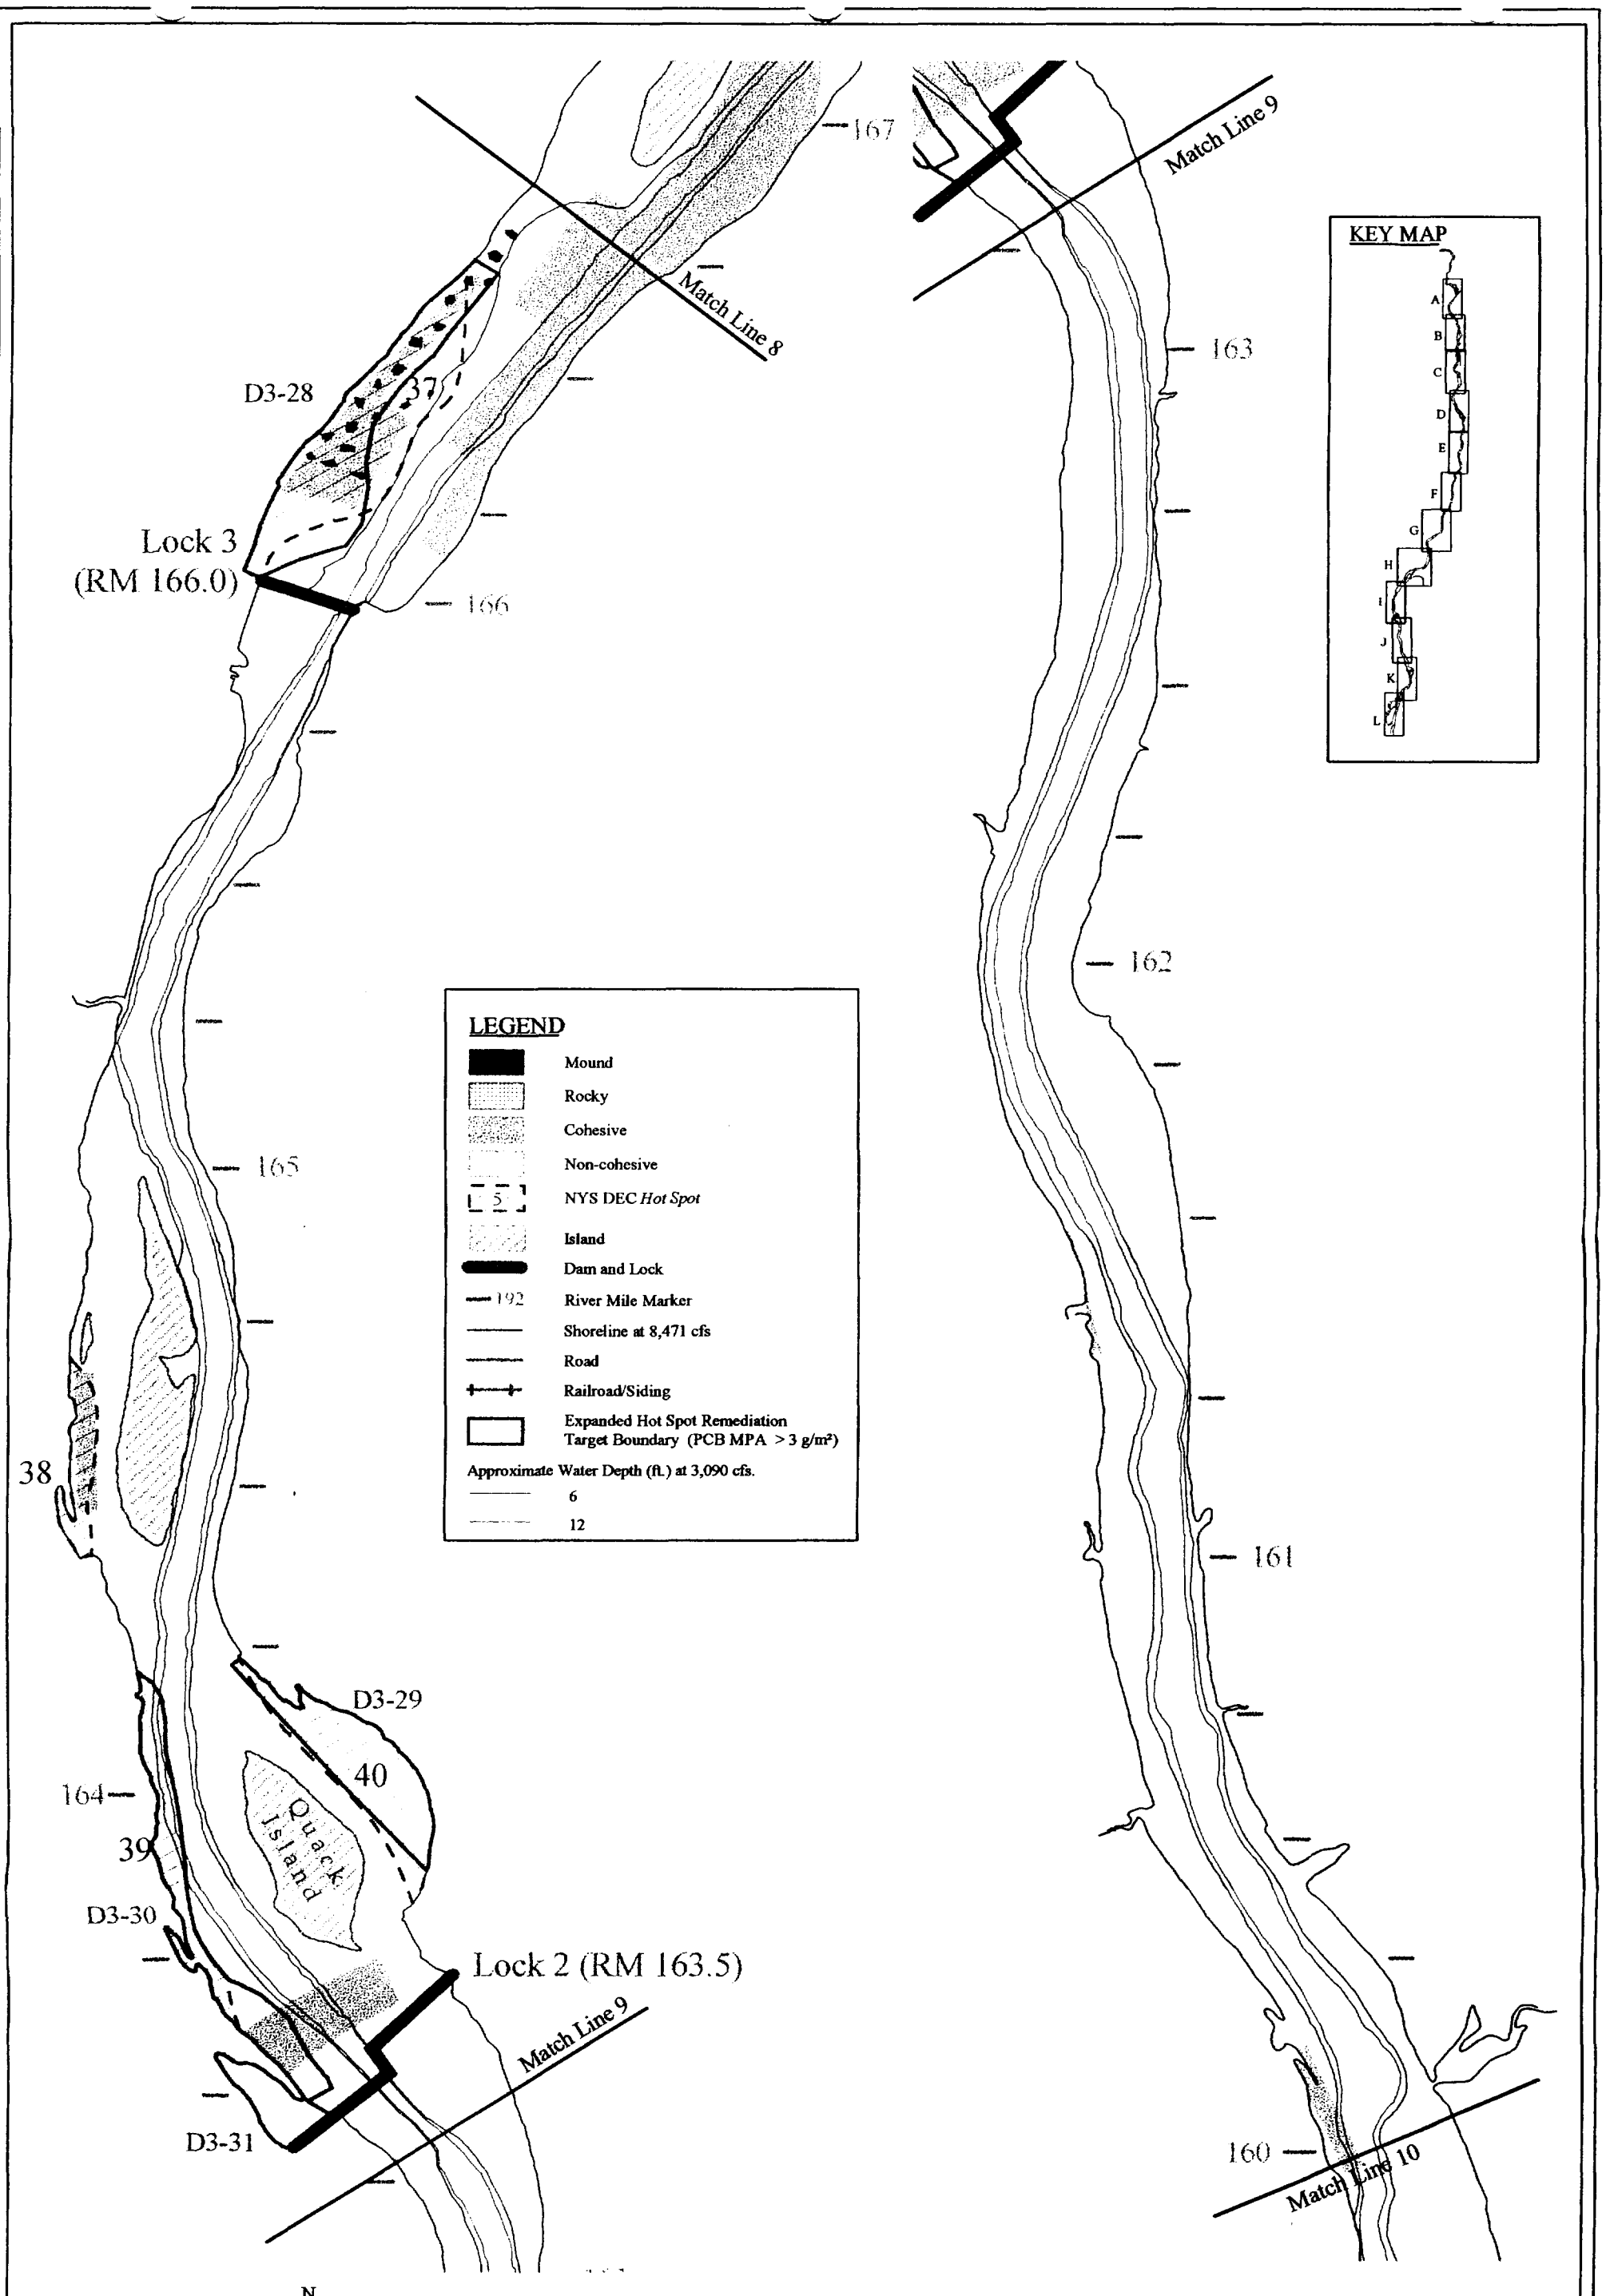 167
Match Line 8
D3-28
37
Lock 3
(RM 166.0)
166
165
38
D3-29
40
164
Quack
Island
39
D3-30
Lock 2 (RM 163.5)
Match Line 9
D3-31
N
LEGEND
Mound
Rocky
Cohesive
Non-cohesive
5 NYS DEC Hot Spot
Island
Dam and Lock
192 River Mile Marker
Shoreline at 8,471 cfs
Road
Railroad/Siding
Expanded Hot Spot Remediation
Target Boundary (PCB MPA > 3 g/m²)
Approximate Water Depth (ft.) at 3,090 cfs.
6
12
Match Line 9
163
162
161
160
Match Line 10
KEY MAP
A
B
C
D
E
F
G
H
I
J
K
L